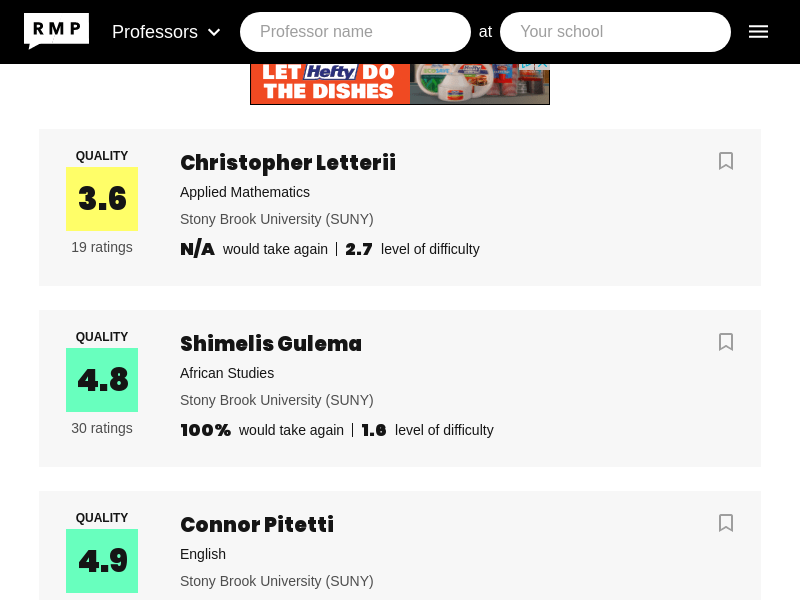 RMP
Professors
Professor name
at
Your school
LET Hefty DO
THE DISHES
QUALITY
3.6
19 ratings
Christopher Letterii
Applied Mathematics
Stony Brook University (SUNY)
N/A would take again | 2.7 level of difficulty
QUALITY
4.8
30 ratings
Shimelis Gulema
African Studies
Stony Brook University (SUNY)
100% would take again | 1.6 level of difficulty
QUALITY
4.9
Connor Pitetti
English
Stony Brook University (SUNY)